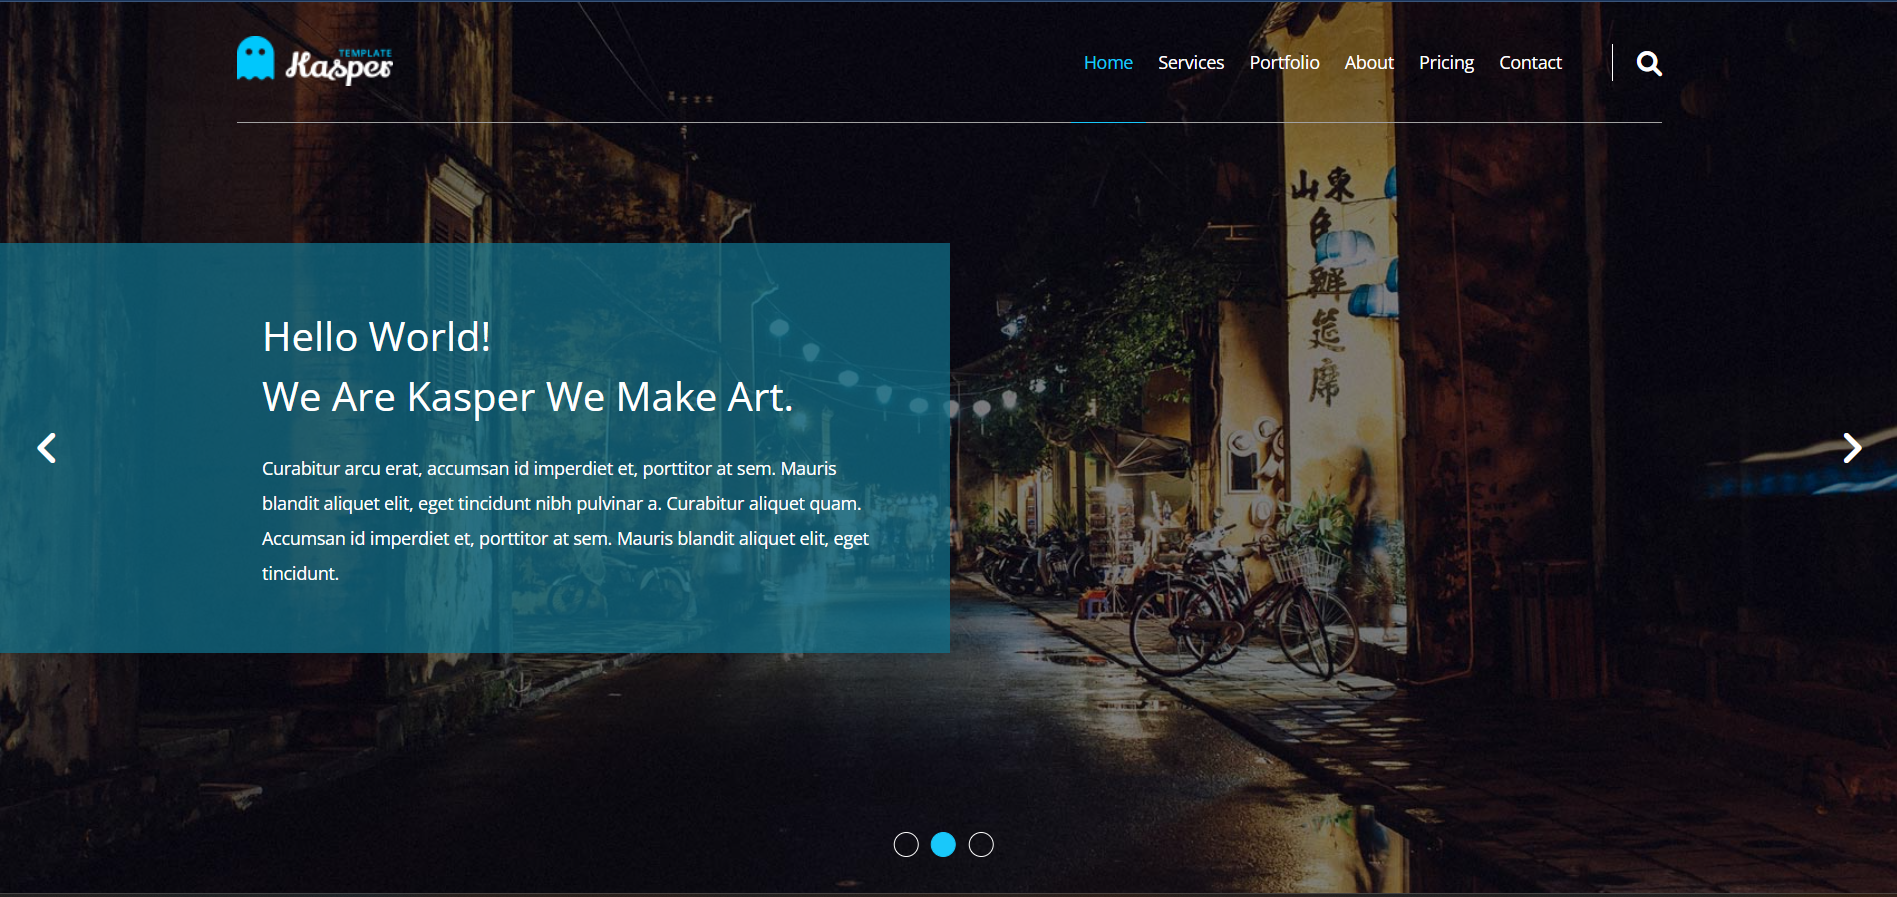 TEMPLATE
Kasper
Home Services Portfolio About Pricing Contact
山東
包
辦
筵
席
Hello World!
We Are Kasper We Make Art.
Curabitur arcu erat, accumsan id imperdiet et, porttitor at sem. Mauris
blandit aliquet elit, eget tincidunt nibh pulvinar a. Curabitur aliquet quam.
Accumsan id imperdiet et, porttitor at sem. Mauris blandit aliquet elit, eget
tincidunt.